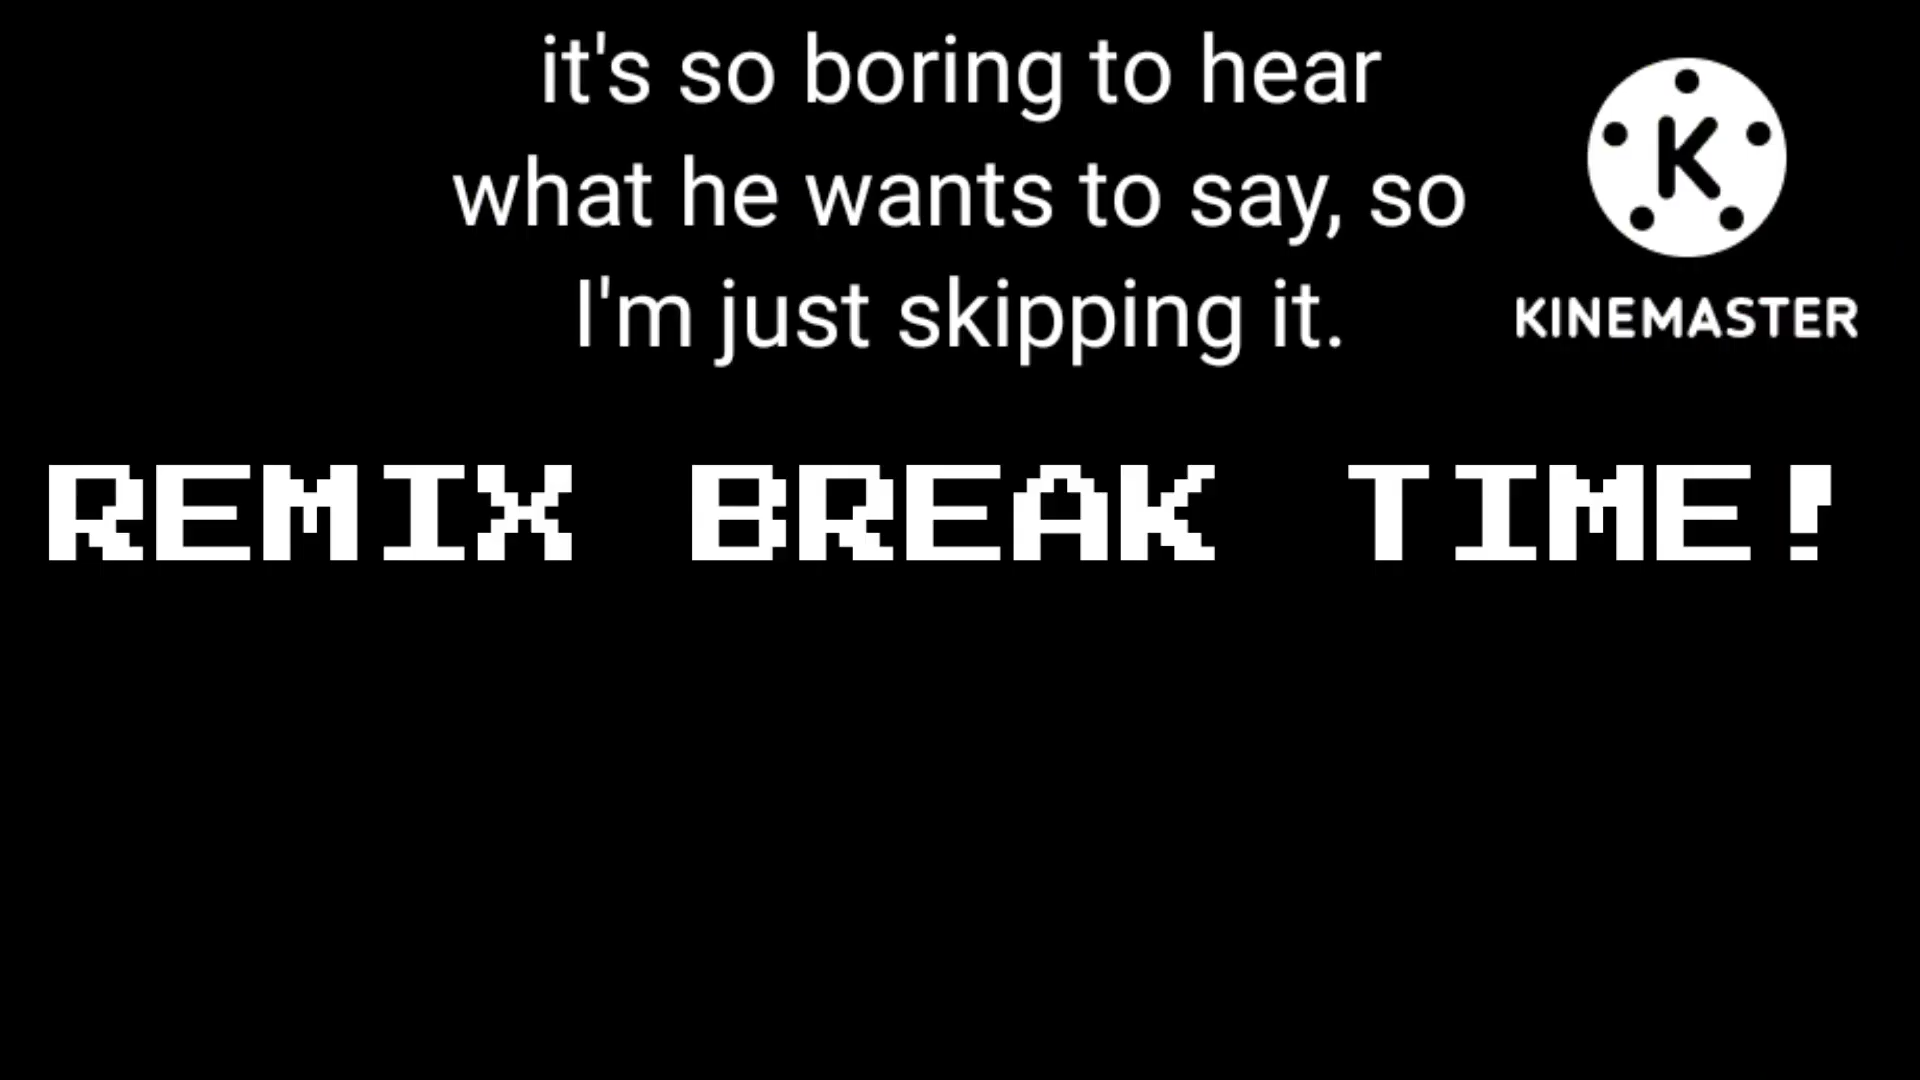 it's so boring to hear
what he wants to say, so
I'm just skipping it.
K
KINEMASTER
REMIX BREAK TIME!